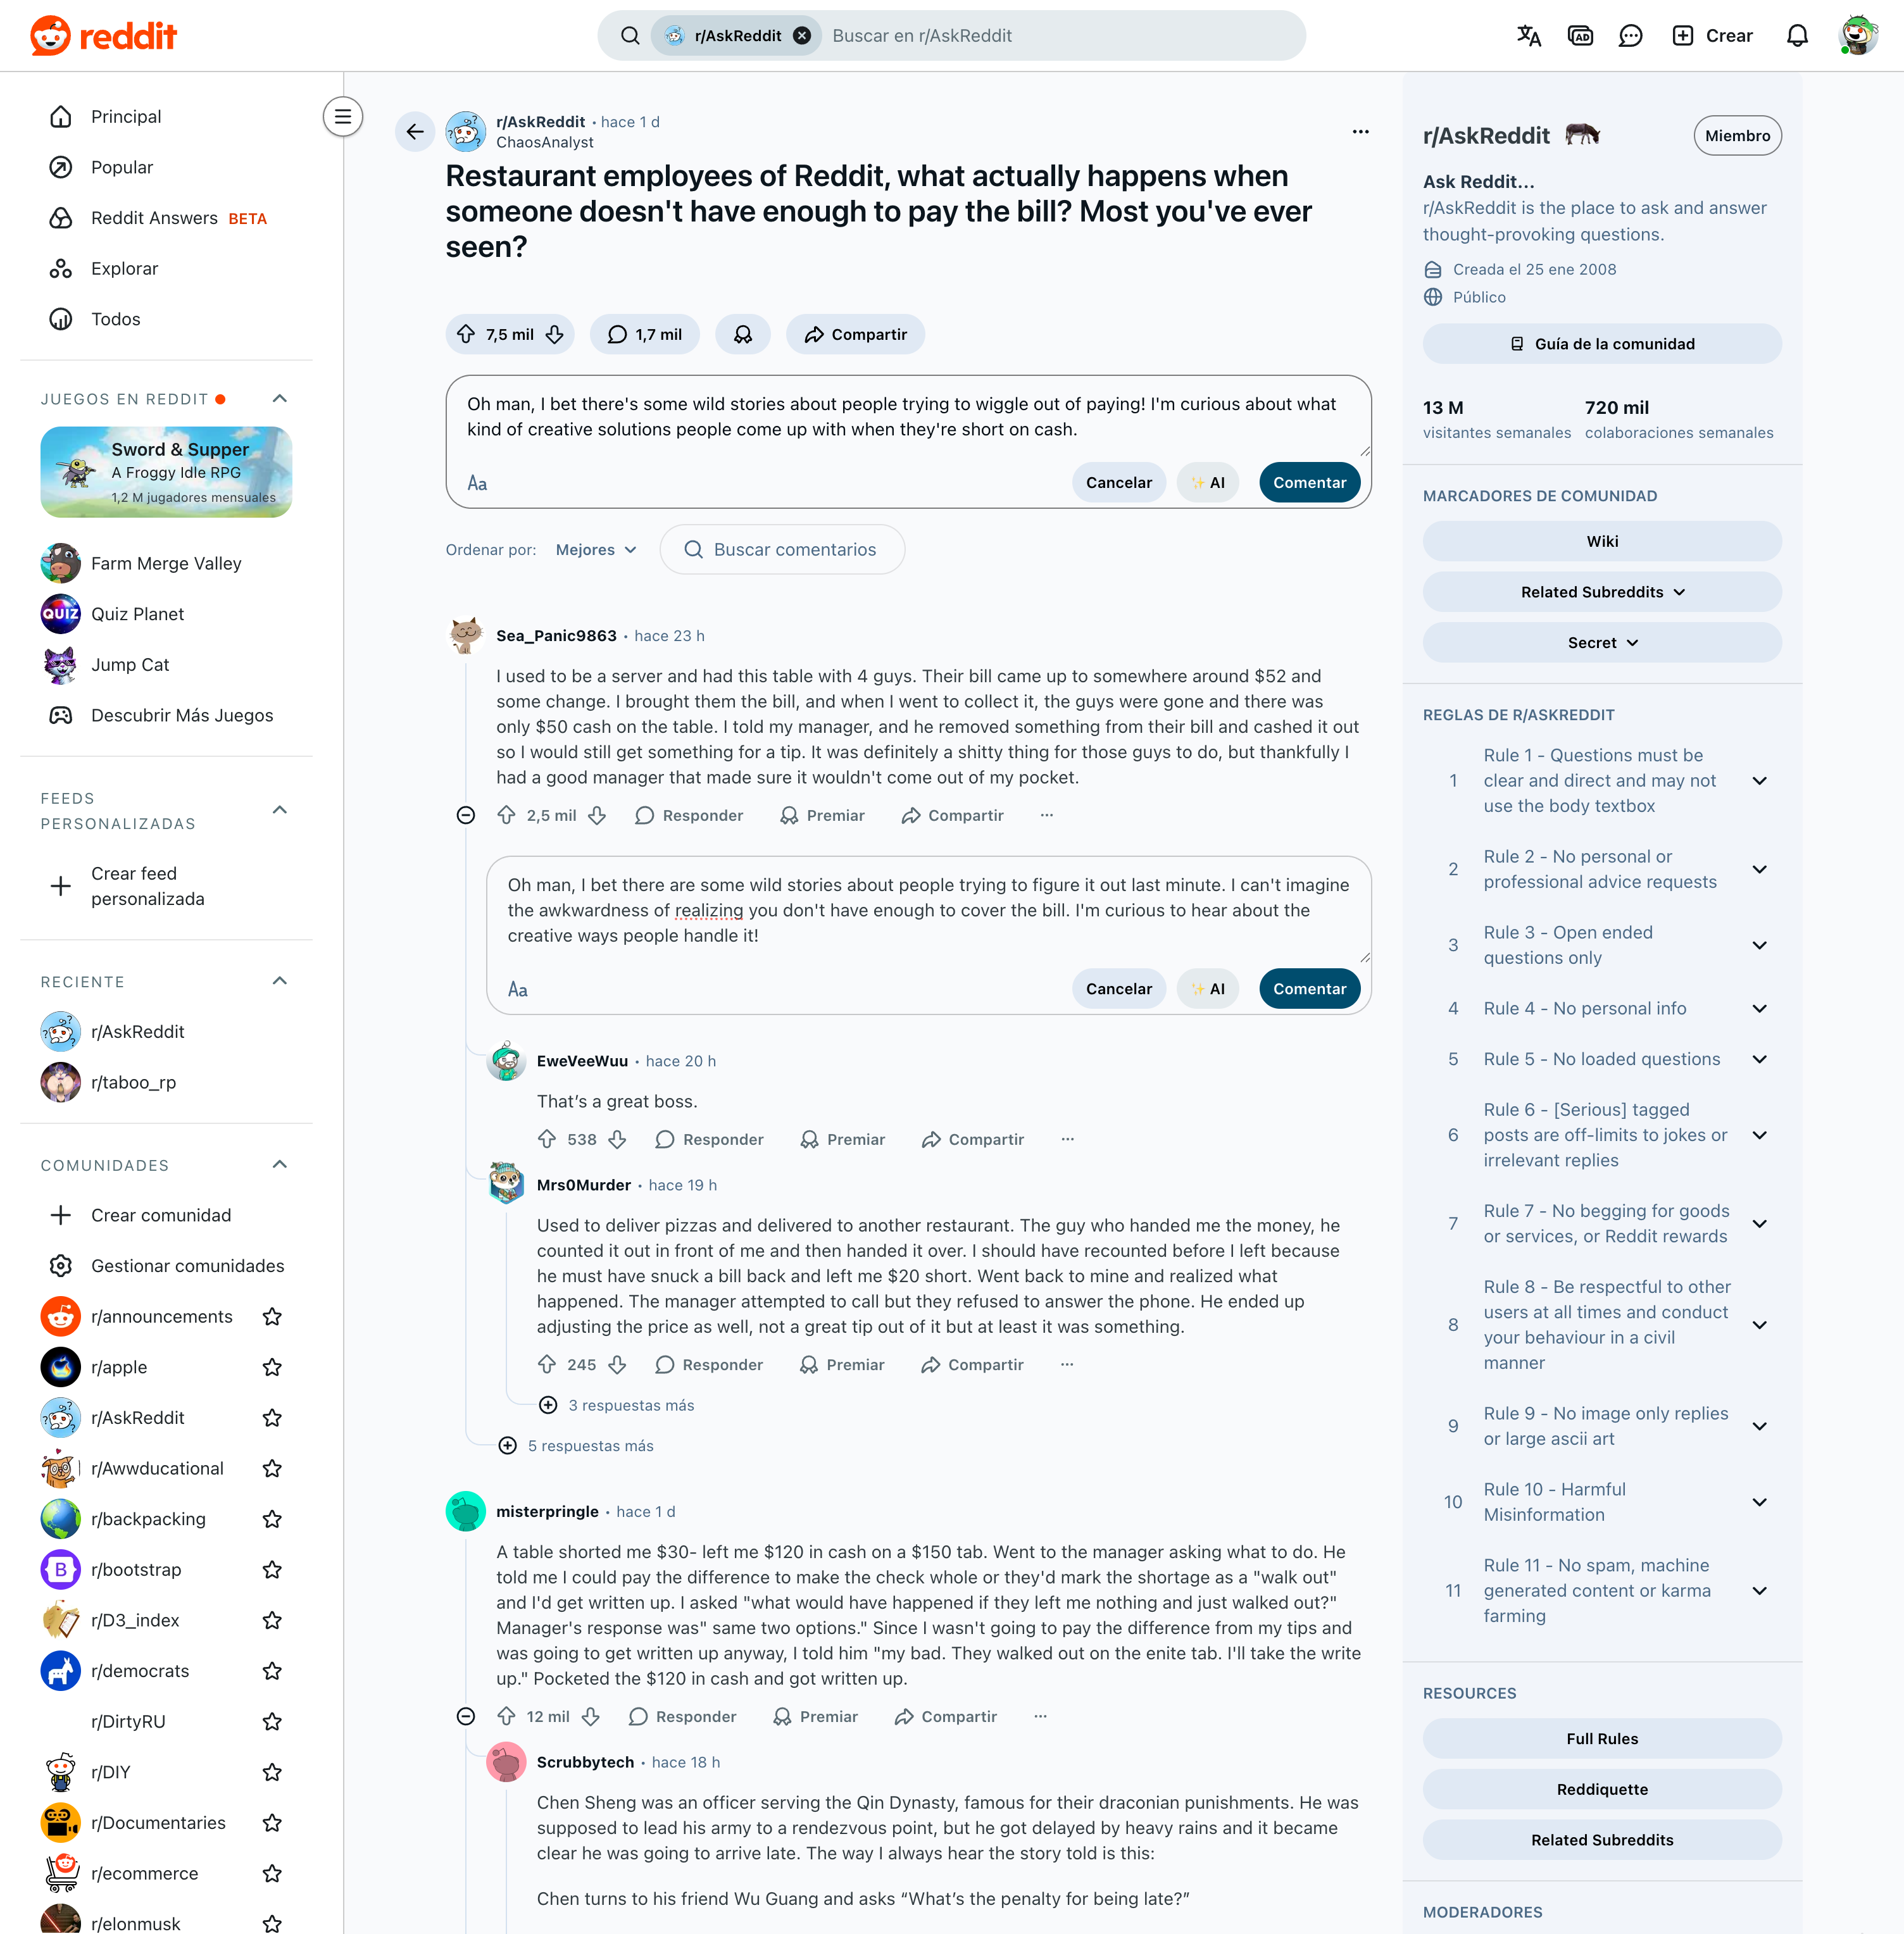 reddit
r/AskReddit
Buscar en r/AskReddit
AD
Crear
Principal
Popular
Reddit Answers BETA
Explorar
Todos
JUEGOS EN REDDIT
Sword & Supper
A Froggy Idle RPG
1,2 M jugadores mensuales
Farm Merge Valley
QUIZ
Quiz Planet
Jump Cat
Descubrir Más Juegos
FEEDS
PERSONALIZADAS
Crear feed
personalizada
RECIENTE
r/AskReddit
r/taboo_rp
COMUNIDADES
Crear comunidad
Gestionar comunidades
r/announcements
r/apple
r/AskReddit
r/Awwducational
r/backpacking
B
r/bootstrap
r/D3_index
r/democrats
r/DirtyRU
r/DIY
r/Documentaries
r/ecommerce
r/elonmusk
r/AskReddit • hace 1 d
ChaosAnalyst
Restaurant employees of Reddit, what actually happens when
someone doesn't have enough to pay the bill? Most you've ever
seen?
7,5 mil
1,7 mil
Compartir
Oh man, I bet there's some wild stories about people trying to wiggle out of paying! I'm curious about what
kind of creative solutions people come up with when they're short on cash.
Aa
Cancelar
AI
Comentar
Ordenar por: Mejores
Buscar comentarios
Sea_Panic9863 • hace 23 h
I used to be a server and had this table with 4 guys. Their bill came up to somewhere around $52 and
some change. I brought them the bill, and when I went to collect it, the guys were gone and there was
only $50 cash on the table. I told my manager, and he removed something from their bill and cashed it out
so I would still get something for a tip. It was definitely a shitty thing for those guys to do, but thankfully I
had a good manager that made sure it wouldn't come out of my pocket.
2,5 mil Responder Premiar Compartir ...
Oh man, I bet there are some wild stories about people trying to figure it out last minute. I can't imagine
the awkwardness of realizing you don't have enough to cover the bill. I'm curious to hear about the
creative ways people handle it!
Aa
Cancelar
AI
Comentar
EweVeeWuu • hace 20 h
That’s a great boss.
538 Responder Premiar Compartir ...
Mrs0Murder • hace 19 h
Used to deliver pizzas and delivered to another restaurant. The guy who handed me the money, he
counted it out in front of me and then handed it over. I should have recounted before I left because
he must have snuck a bill back and left me $20 short. Went back to mine and realized what
happened. The manager attempted to call but they refused to answer the phone. He ended up
adjusting the price as well, not a great tip out of it but at least it was something.
245 Responder Premiar Compartir ...
3 respuestas más
5 respuestas más
misterpringle • hace 1 d
A table shorted me $30- left me $120 in cash on a $150 tab. Went to the manager asking what to do. He
told me I could pay the difference to make the check whole or they'd mark the shortage as a "walk out"
and I'd get written up. I asked "what would have happened if they left me nothing and just walked out?"
Manager's response was" same two options." Since I wasn't going to pay the difference from my tips and
was going to get written up anyway, I told him "my bad. They walked out on the enite tab. I'll take the write
up." Pocketed the $120 in cash and got written up.
12 mil Responder Premiar Compartir ...
Scrubbytech • hace 18 h
Chen Sheng was an officer serving the Qin Dynasty, famous for their draconian punishments. He was
supposed to lead his army to a rendezvous point, but he got delayed by heavy rains and it became
clear he was going to arrive late. The way I always hear the story told is this:
Chen turns to his friend Wu Guang and asks “What’s the penalty for being late?”
r/AskReddit
Miembro
Ask Reddit...
r/AskReddit is the place to ask and answer
thought-provoking questions.
Creada el 25 ene 2008
Público
Guía de la comunidad
13 M 720 mil
visitantes semanales colaboraciones semanales
MARCADORES DE COMUNIDAD
Wiki
Related Subreddits
Secret
REGLAS DE R/ASKREDDIT
1 Rule 1 - Questions must be
clear and direct and may not
use the body textbox
2 Rule 2 - No personal or
professional advice requests
3 Rule 3 - Open ended
questions only
4 Rule 4 - No personal info
5 Rule 5 - No loaded questions
6 Rule 6 - [Serious] tagged
posts are off-limits to jokes or
irrelevant replies
7 Rule 7 - No begging for goods
or services, or Reddit rewards
8 Rule 8 - Be respectful to other
users at all times and conduct
your behaviour in a civil
manner
9 Rule 9 - No image only replies
or large ascii art
10 Rule 10 - Harmful
Misinformation
11 Rule 11 - No spam, machine
generated content or karma
farming
RESOURCES
Full Rules
Reddiquette
Related Subreddits
MODERADORES